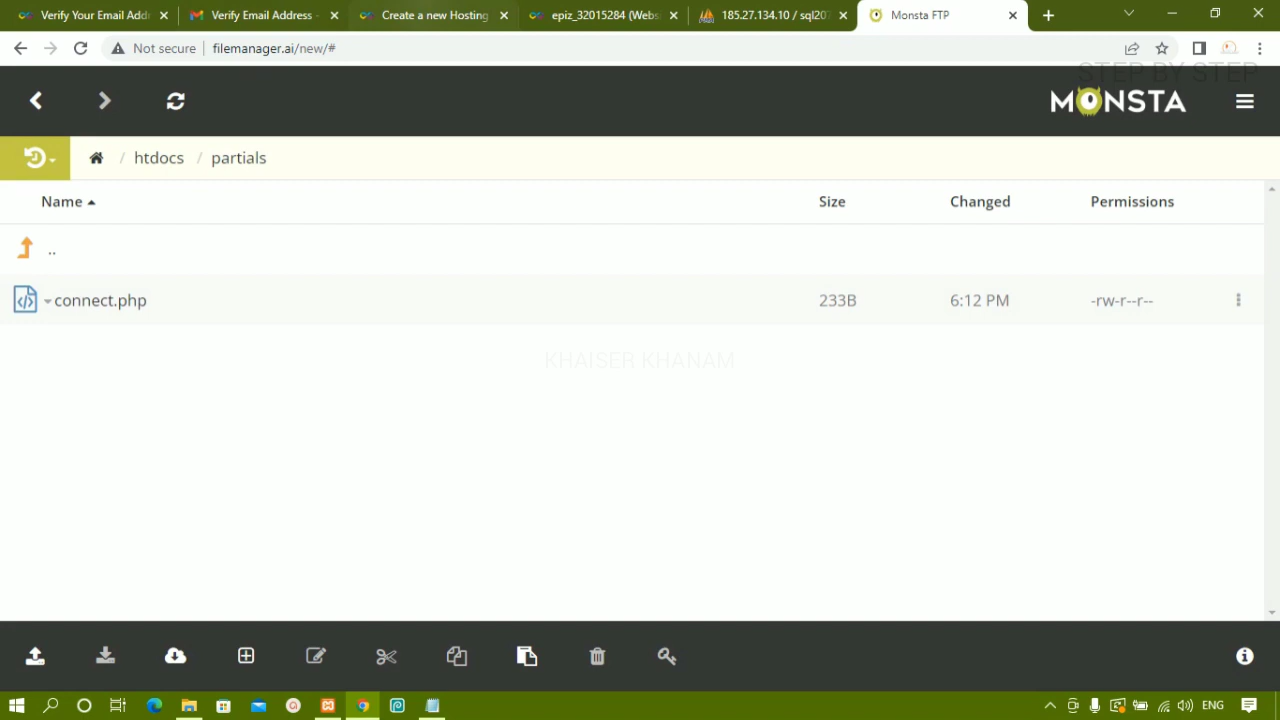 Verify Your Email Addr
Verify Email Address -
Create a new Hosting
epiz_32015284 (Webs
185.27.134.10 / sql207
Monsta FTP
Not secure
filemanager.ai/new/#
STEP BY STEP
MONSTA
/ htdocs / partials
Name
Size
Changed
Permissions
..
connect.php
233B
6:12 PM
-rw-r--r--
KHAISER KHANAM
ENG